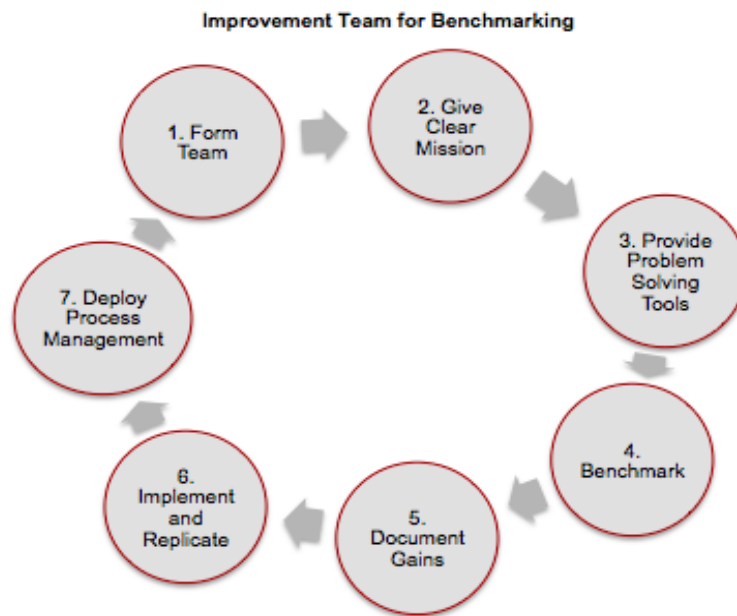 Improvement Team for Benchmarking
1. Form
Team
2. Give
Clear
Mission
3. Provide
Problem
Solving
Tools
4.
Benchmark
5.
Document
Gains
6.
Implement
and
Replicate
7. Deploy
Process
Management